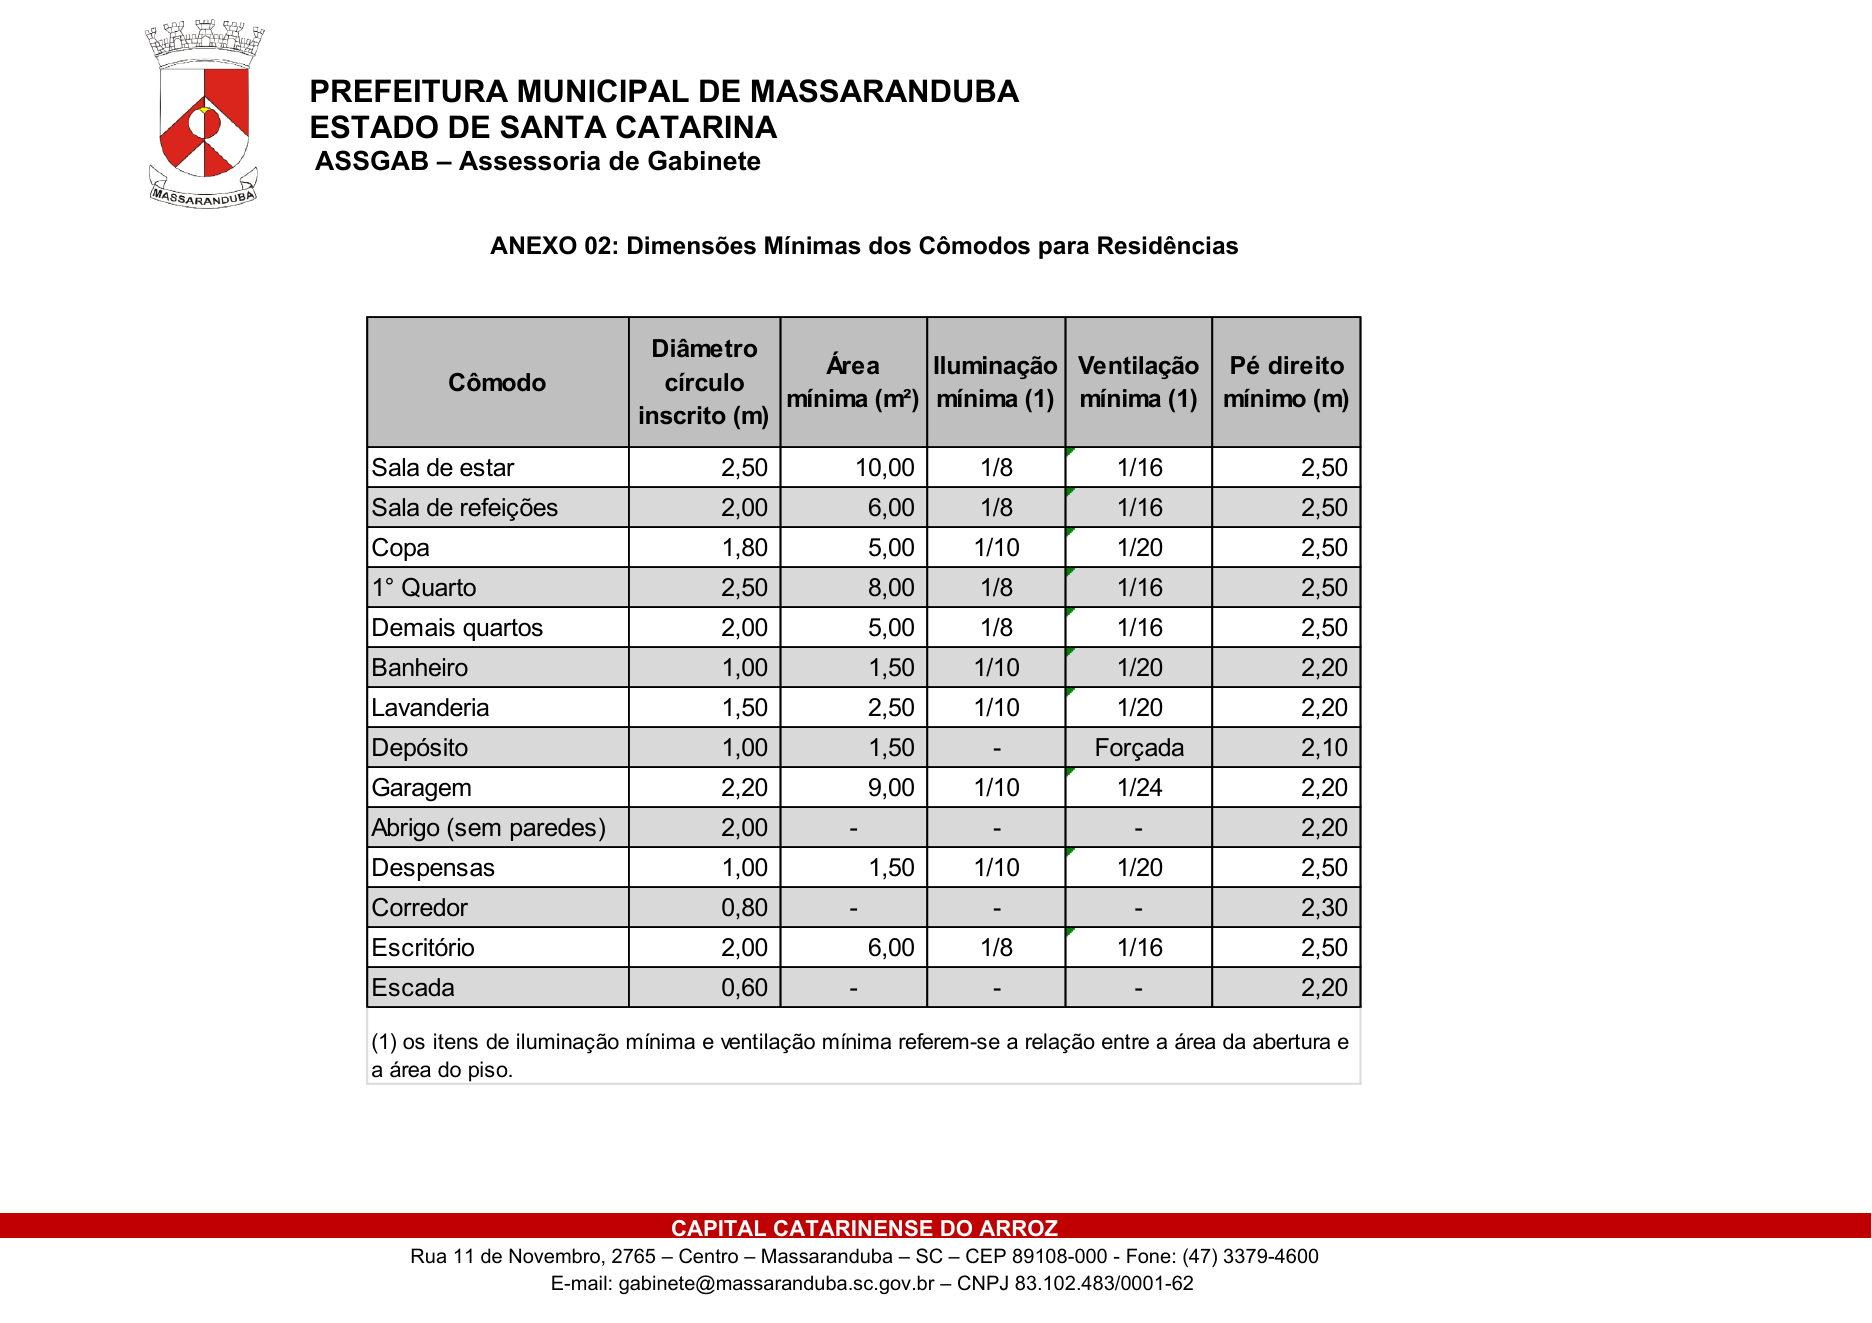 MASSARANDUBA
PREFEITURA MUNICIPAL DE MASSARANDUBA
ESTADO DE SANTA CATARINA
ASSGAB – Assessoria de Gabinete
ANEXO 02: Dimensões Mínimas dos Cômodos para Residências
Cômodo Diâmetro círculo inscrito (m) Área mínima (m²) Iluminação mínima (1) Ventilação mínima (1) Pé direito mínimo (m)
Sala de estar 2,50 10,00 1/8 1/16 2,50
Sala de refeições 2,00 6,00 1/8 1/16 2,50
Copa 1,80 5,00 1/10 1/20 2,50
1° Quarto 2,50 8,00 1/8 1/16 2,50
Demais quartos 2,00 5,00 1/8 1/16 2,50
Banheiro 1,00 1,50 1/10 1/20 2,20
Lavanderia 1,50 2,50 1/10 1/20 2,20
Depósito 1,00 1,50 - Forçada 2,10
Garagem 2,20 9,00 1/10 1/24 2,20
Abrigo (sem paredes) 2,00 - - - 2,20
Despensas 1,00 1,50 1/10 1/20 2,50
Corredor 0,80 - - - 2,30
Escritório 2,00 6,00 1/8 1/16 2,50
Escada 0,60 - - - 2,20
(1) os itens de iluminação mínima e ventilação mínima referem-se a relação entre a área da abertura e
a área do piso.
CAPITAL CATARINENSE DO ARROZ
Rua 11 de Novembro, 2765 – Centro – Massaranduba – SC – CEP 89108-000 - Fone: (47) 3379-4600
E-mail: gabinete@massaranduba.sc.gov.br – CNPJ 83.102.483/0001-62